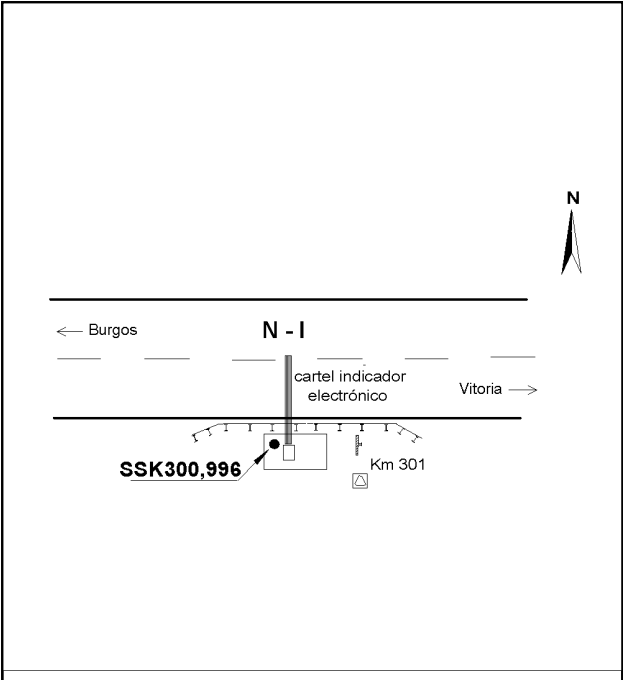 N
Burgos
N - I
cartel indicador
electrónico
Vitoria
SSK300,996
Km 301